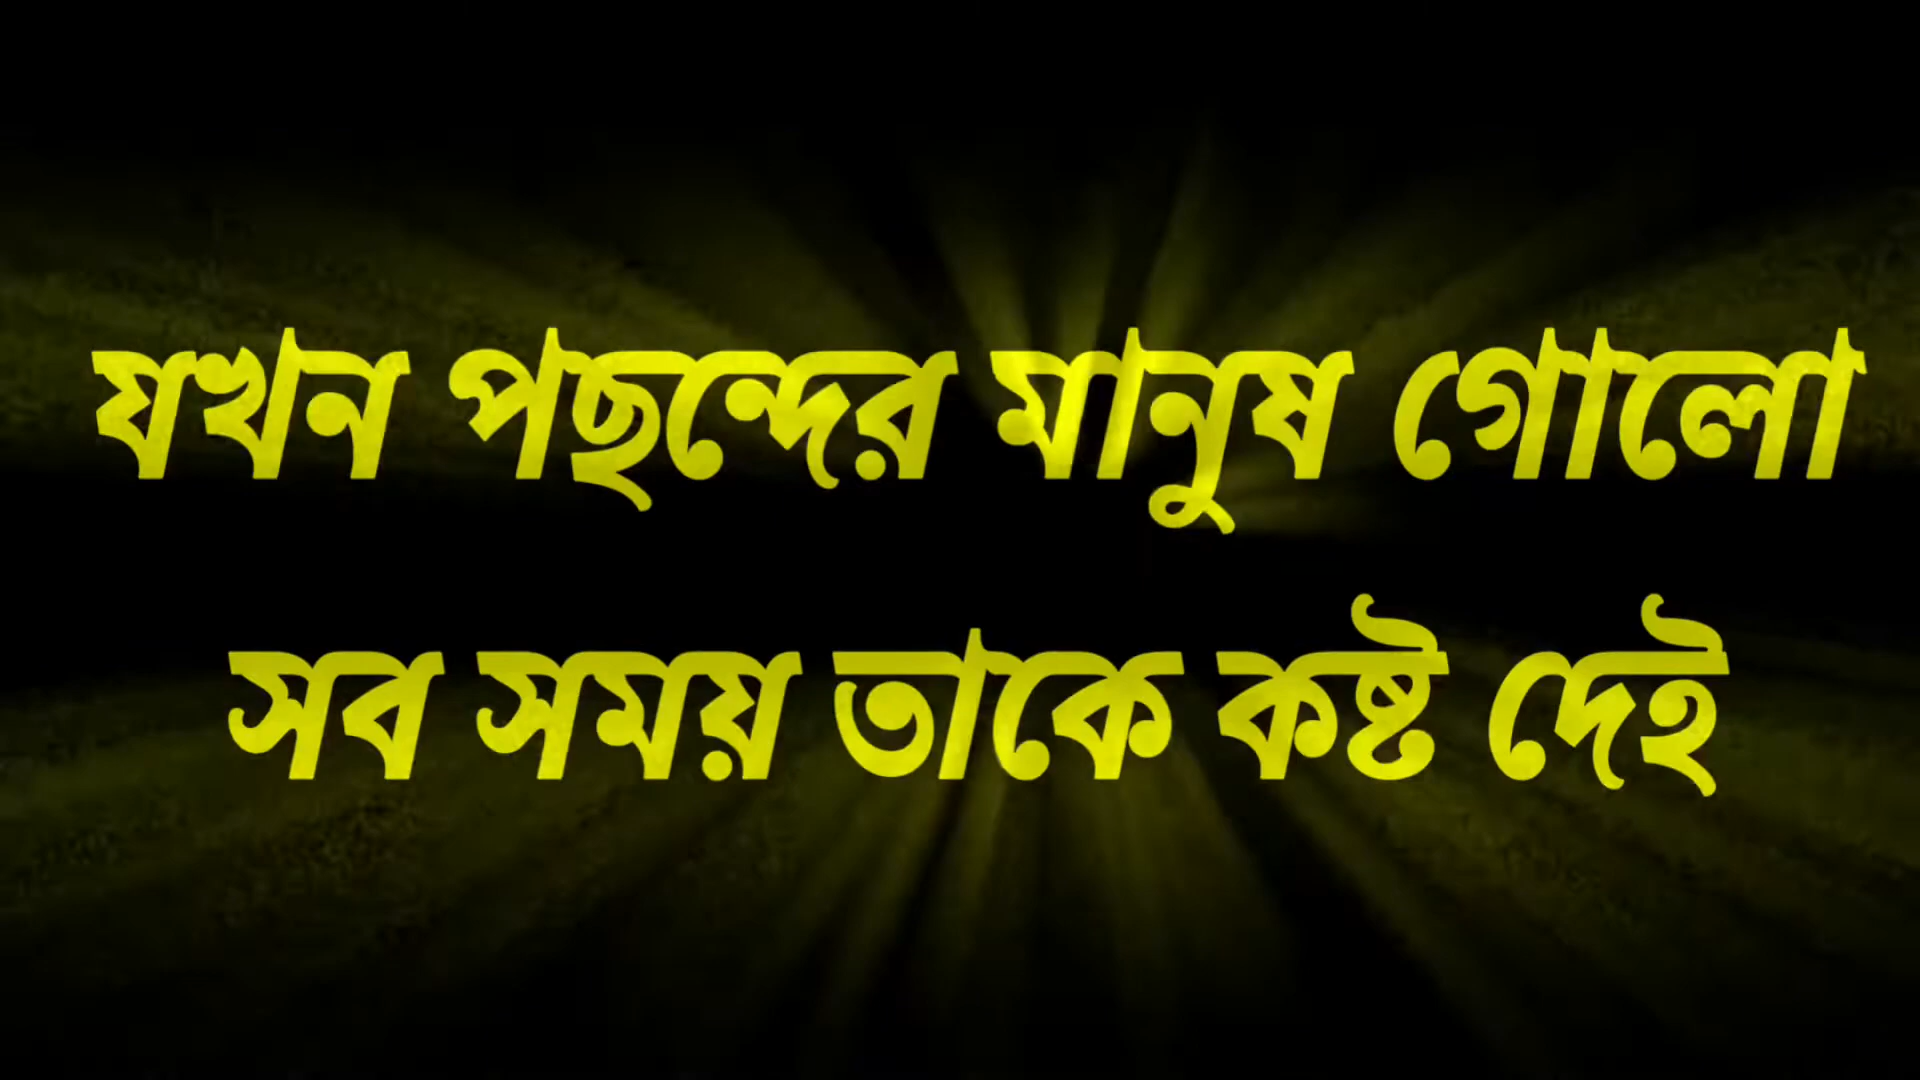 যখন পছন্দের মানুষ গোলো
সব সময় তাকে কষ্ট দেই